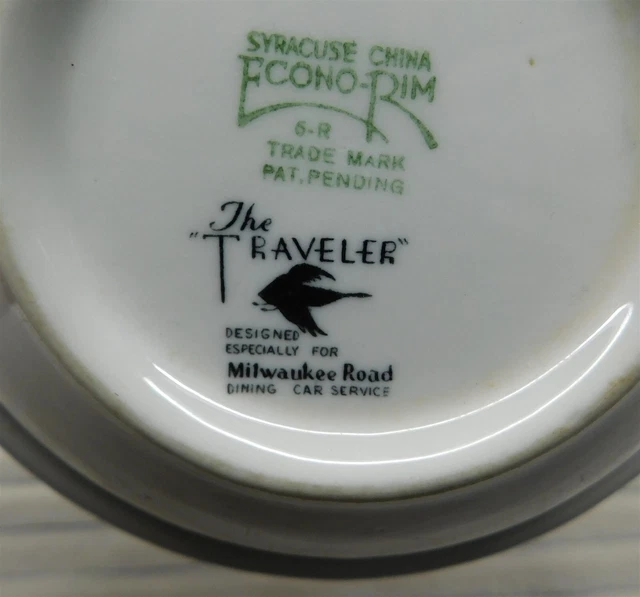 SYRACUSE CHINA
ECONO-RIM
6-R
TRADE MARK
PAT. PENDING
The
"TRAVELER"
DESIGNED
ESPECIALLY FOR
Milwaukee Road
DINING CAR SERVICE